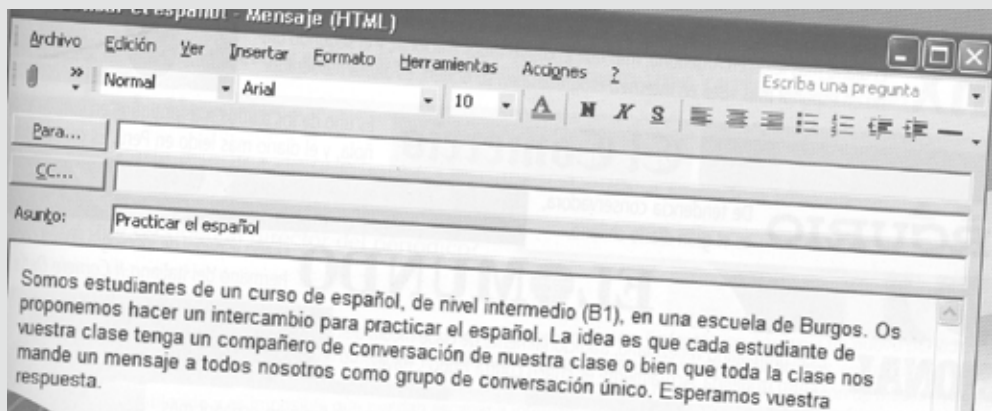 el español - Mensaje (HTML)
Archivo Edición Ver Insertar Formato Herramientas Acciones ? Escriba una pregunta
Normal Arial 10 A N X S
Para...
CC...
Asunto: Practicar el español
Somos estudiantes de un curso de español, de nivel intermedio (B1), en una escuela de Burgos. Os
proponemos hacer un intercambio para practicar el español. La idea es que cada estudiante de
vuestra clase tenga un compañero de conversación de nuestra clase o bien que toda la clase nos
mande un mensaje a todos nosotros como grupo de conversación único. Esperamos vuestra
respuesta.